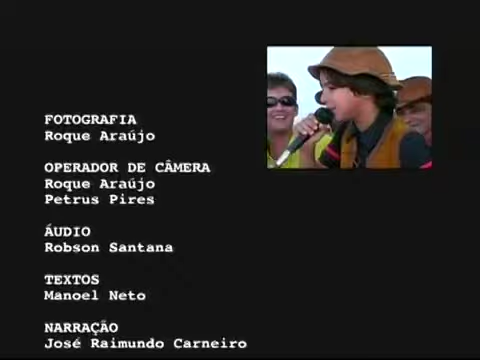 FOTOGRAFIA
Roque Araújo
OPERADOR DE CÂMERA
Roque Araújo
Petrus Pires
ÁUDIO
Robson Santana
TEXTOS
Manoel Neto
NARRAÇÃO
José Raimundo Carneiro